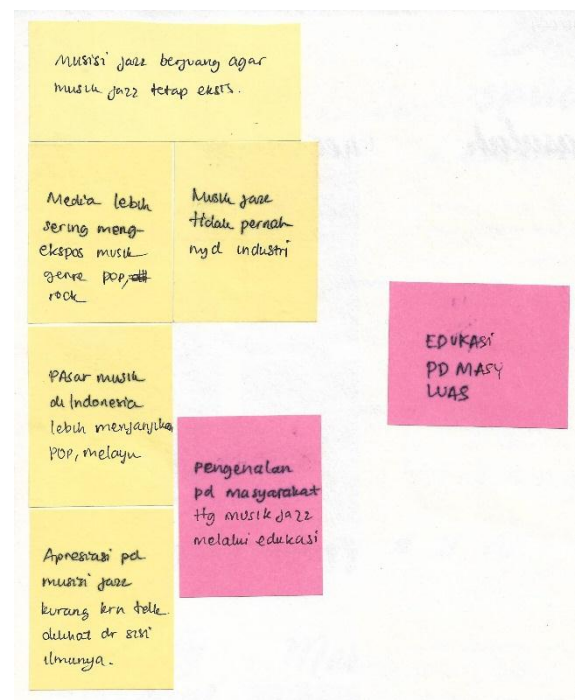 Musisi jazz berjuang agar
musik jazz tetap eksis.
Media lebih
sering meng-
ekspos musik
genre POP,
rock
Musik jazz
tidak pernah
nyd industri
PAsar musik
di Indonesia
lebih menjanjikan
POP, melayu
Apresiasi pd
musisi jazz
kurang krn tdk
dilihat dr sisi
ilmunya.
pengenalan
pd masyarakat
ttg musik jazz
melalui edukasi
EDUKASI
PD MASY
LUAS